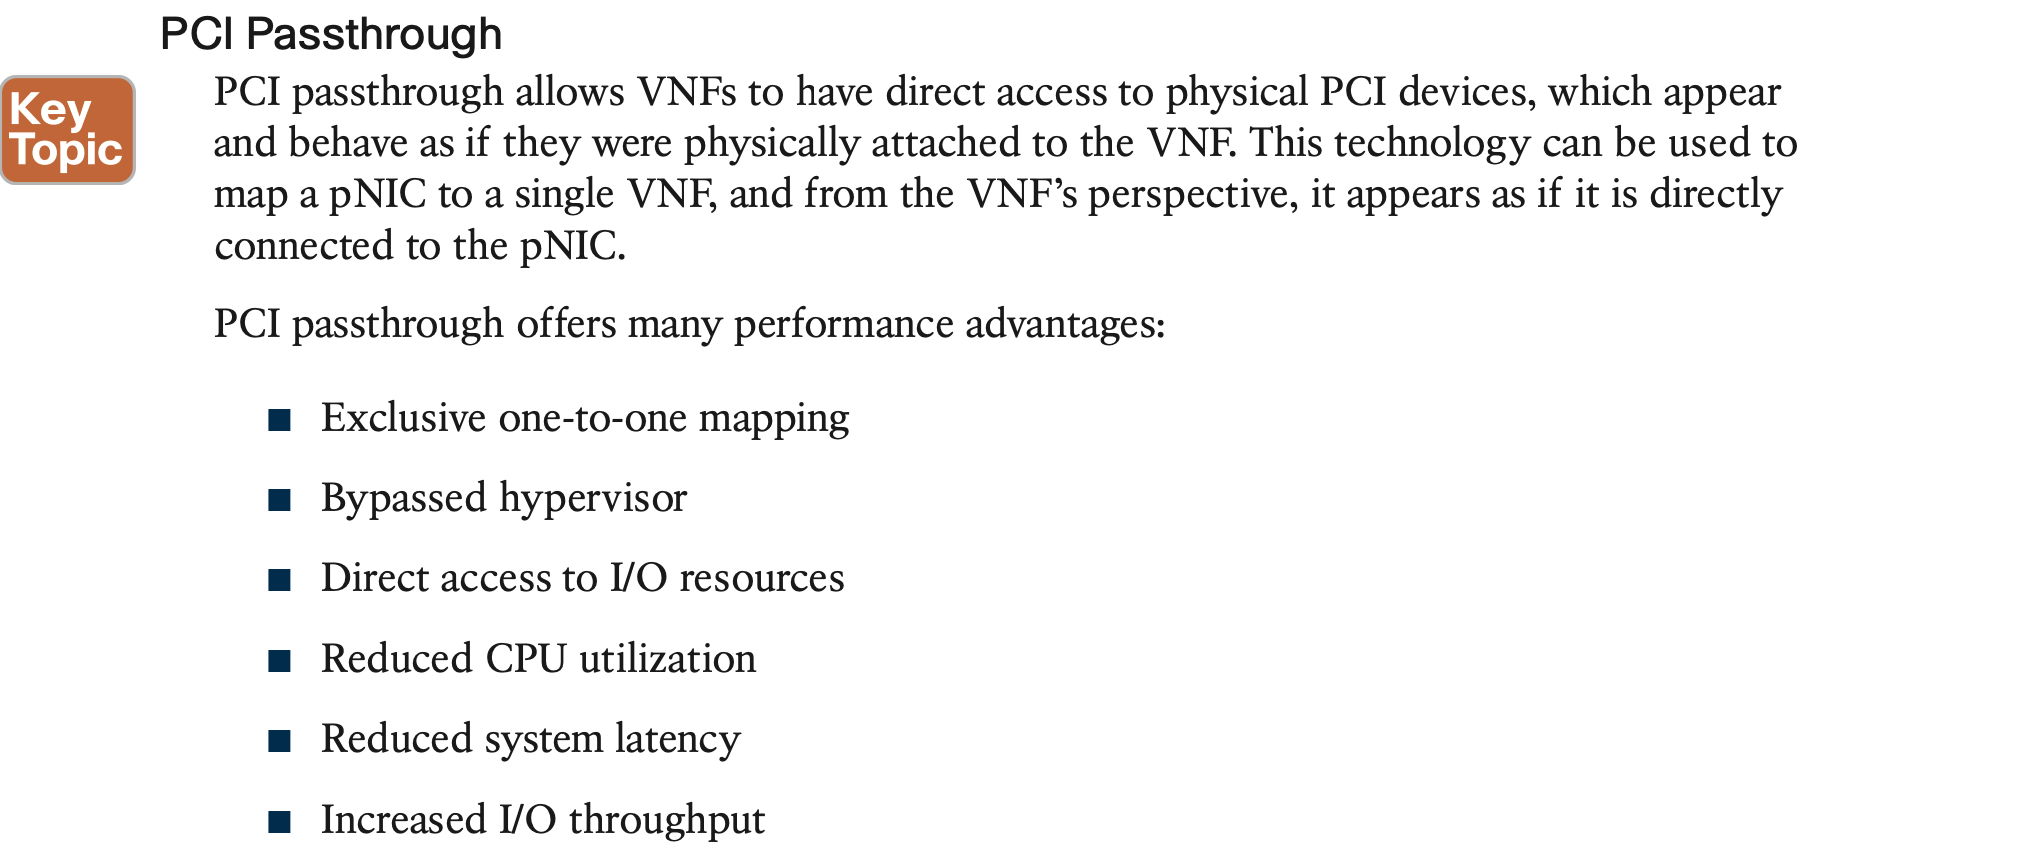 PCI Passthrough
Key
Topic
PCI passthrough allows VNFs to have direct access to physical PCI devices, which appear
and behave as if they were physically attached to the VNF. This technology can be used to
map a pNIC to a single VNF, and from the VNF’s perspective, it appears as if it is directly
connected to the pNIC.
PCI passthrough offers many performance advantages:
■ Exclusive one-to-one mapping
■ Bypassed hypervisor
■ Direct access to I/O resources
■ Reduced CPU utilization
■ Reduced system latency
■ Increased I/O throughput